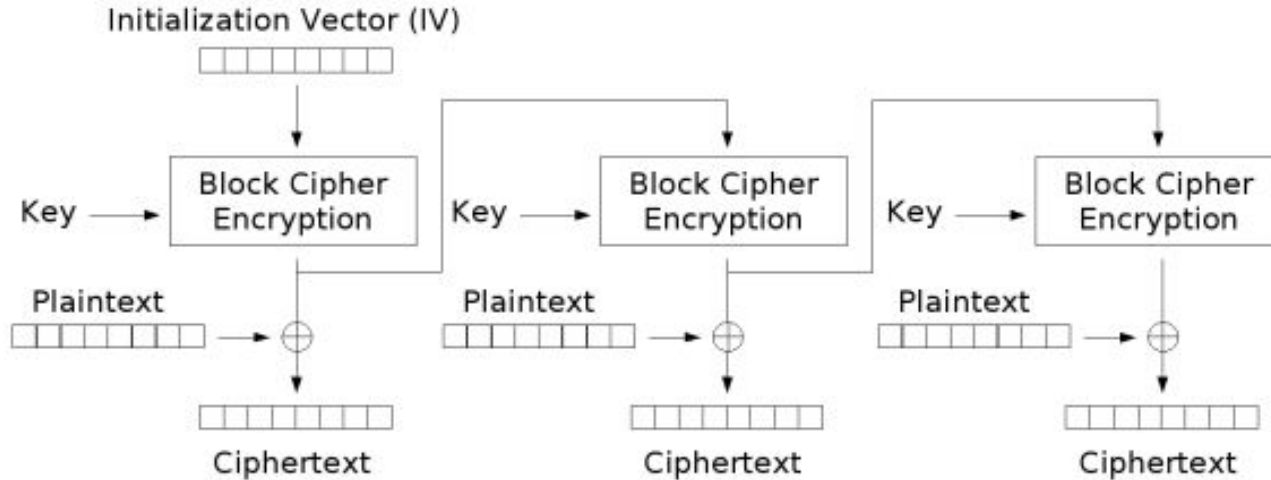 Initialization Vector (IV)
Block Cipher
Encryption
Key
Block Cipher
Encryption
Key
Block Cipher
Encryption
Key
Plaintext
Plaintext
Plaintext
Ciphertext
Ciphertext
Ciphertext